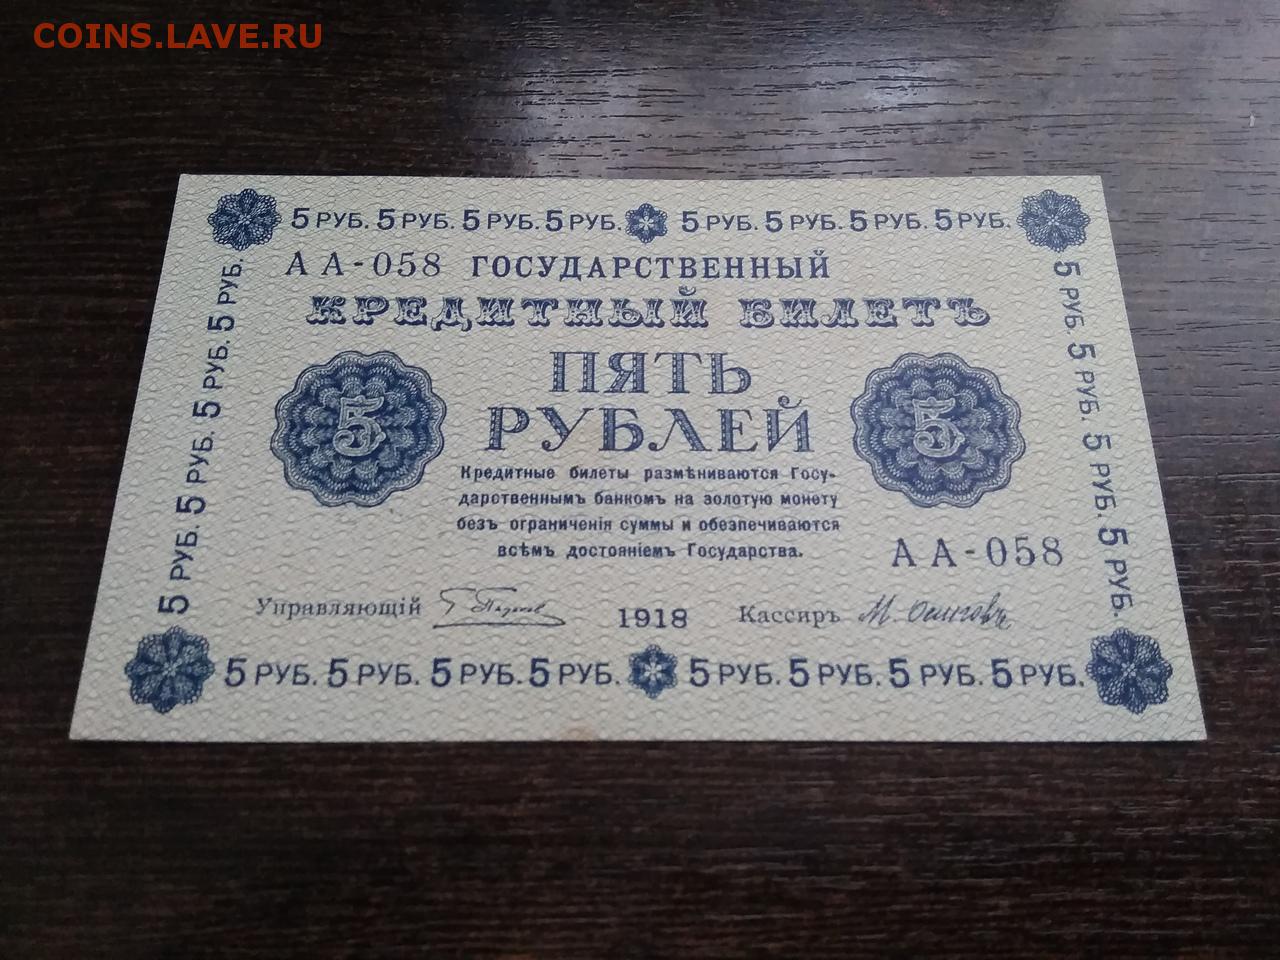 COINS.LAVE.RU
5 РУБ. 5 РУБ. 5 РУБ. 5 РУБ. 5 РУБ. 5 РУБ. 5 РУБ. 5 РУБ.
АА-058 ГОСУДАРСТВЕННЫЙ
КРЕДИТНЫЙ БИЛЕТЪ
ПЯТЬ
5 РУБЛЕЙ 5
Кредитные билеты размѣниваются Госу-
дарственнымъ банкомъ на золотую монету
безъ ограниченія суммы и обезпечиваются
всѣмъ достояніемъ Государства.
АА-058
Управляющій 1918 Кассиръ М. Осиповъ
5 РУБ. 5 РУБ. 5 РУБ. 5 РУБ. 5 РУБ. 5 РУБ. 5 РУБ. 5 РУБ.
5 РУБ. 5 РУБ. 5 РУБ. 5 РУБ.
5 РУБ. 5 РУБ. 5 РУБ. 5 РУБ.